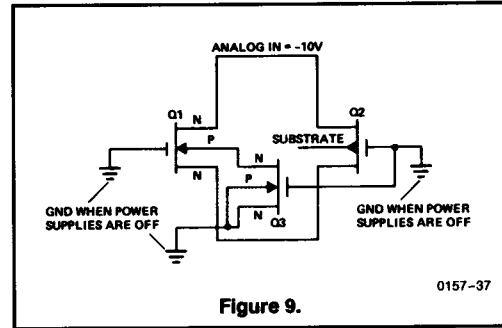 ANALOG IN = -10V
Q1
N
Q2
P
SUBSTRATE
N
N
P
N
Q3
GND WHEN POWER
SUPPLIES ARE OFF
GND WHEN POWER
SUPPLIES ARE OFF
0157-37
Figure 9.